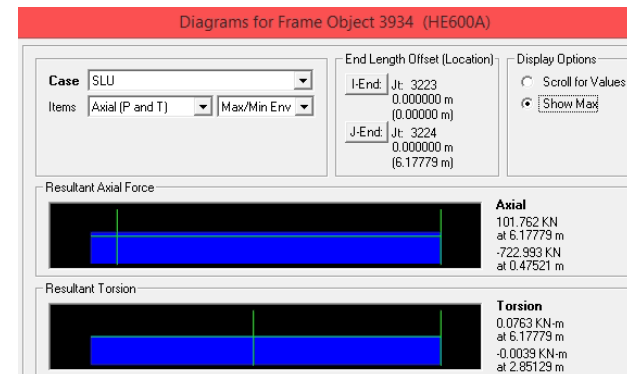 Diagrams for Frame Object 3934 (HE600A)
Case SLU
Items Axial (P and T) Max/Min Env
End Length Offset (Location)
I-End: Jt: 3223
0.000000 m
(0.00000 m)
J-End: Jt: 3224
0.000000 m
(6.17779 m)
Display Options
Scroll for Values
Show Max
Resultant Axial Force
Axial
101.762 KN
at 6.17779 m
-722.993 KN
at 0.47521 m
Resultant Torsion
Torsion
0.0763 KN-m
at 6.17779 m
-0.0039 KN-m
at 2.85129 m